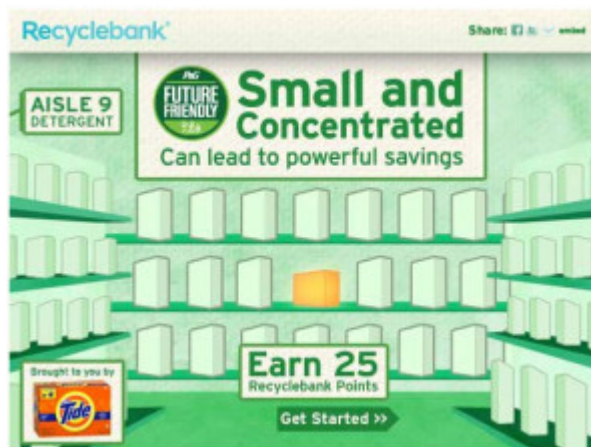 Recyclebank®
Share:
embed
AISLE 9
DETERGENT
P&G
FUTURE
FRIENDLY
Small and
Concentrated
Can lead to powerful savings
Brought to you by
Tide
Earn 25
Recyclebank Points
Get Started >>